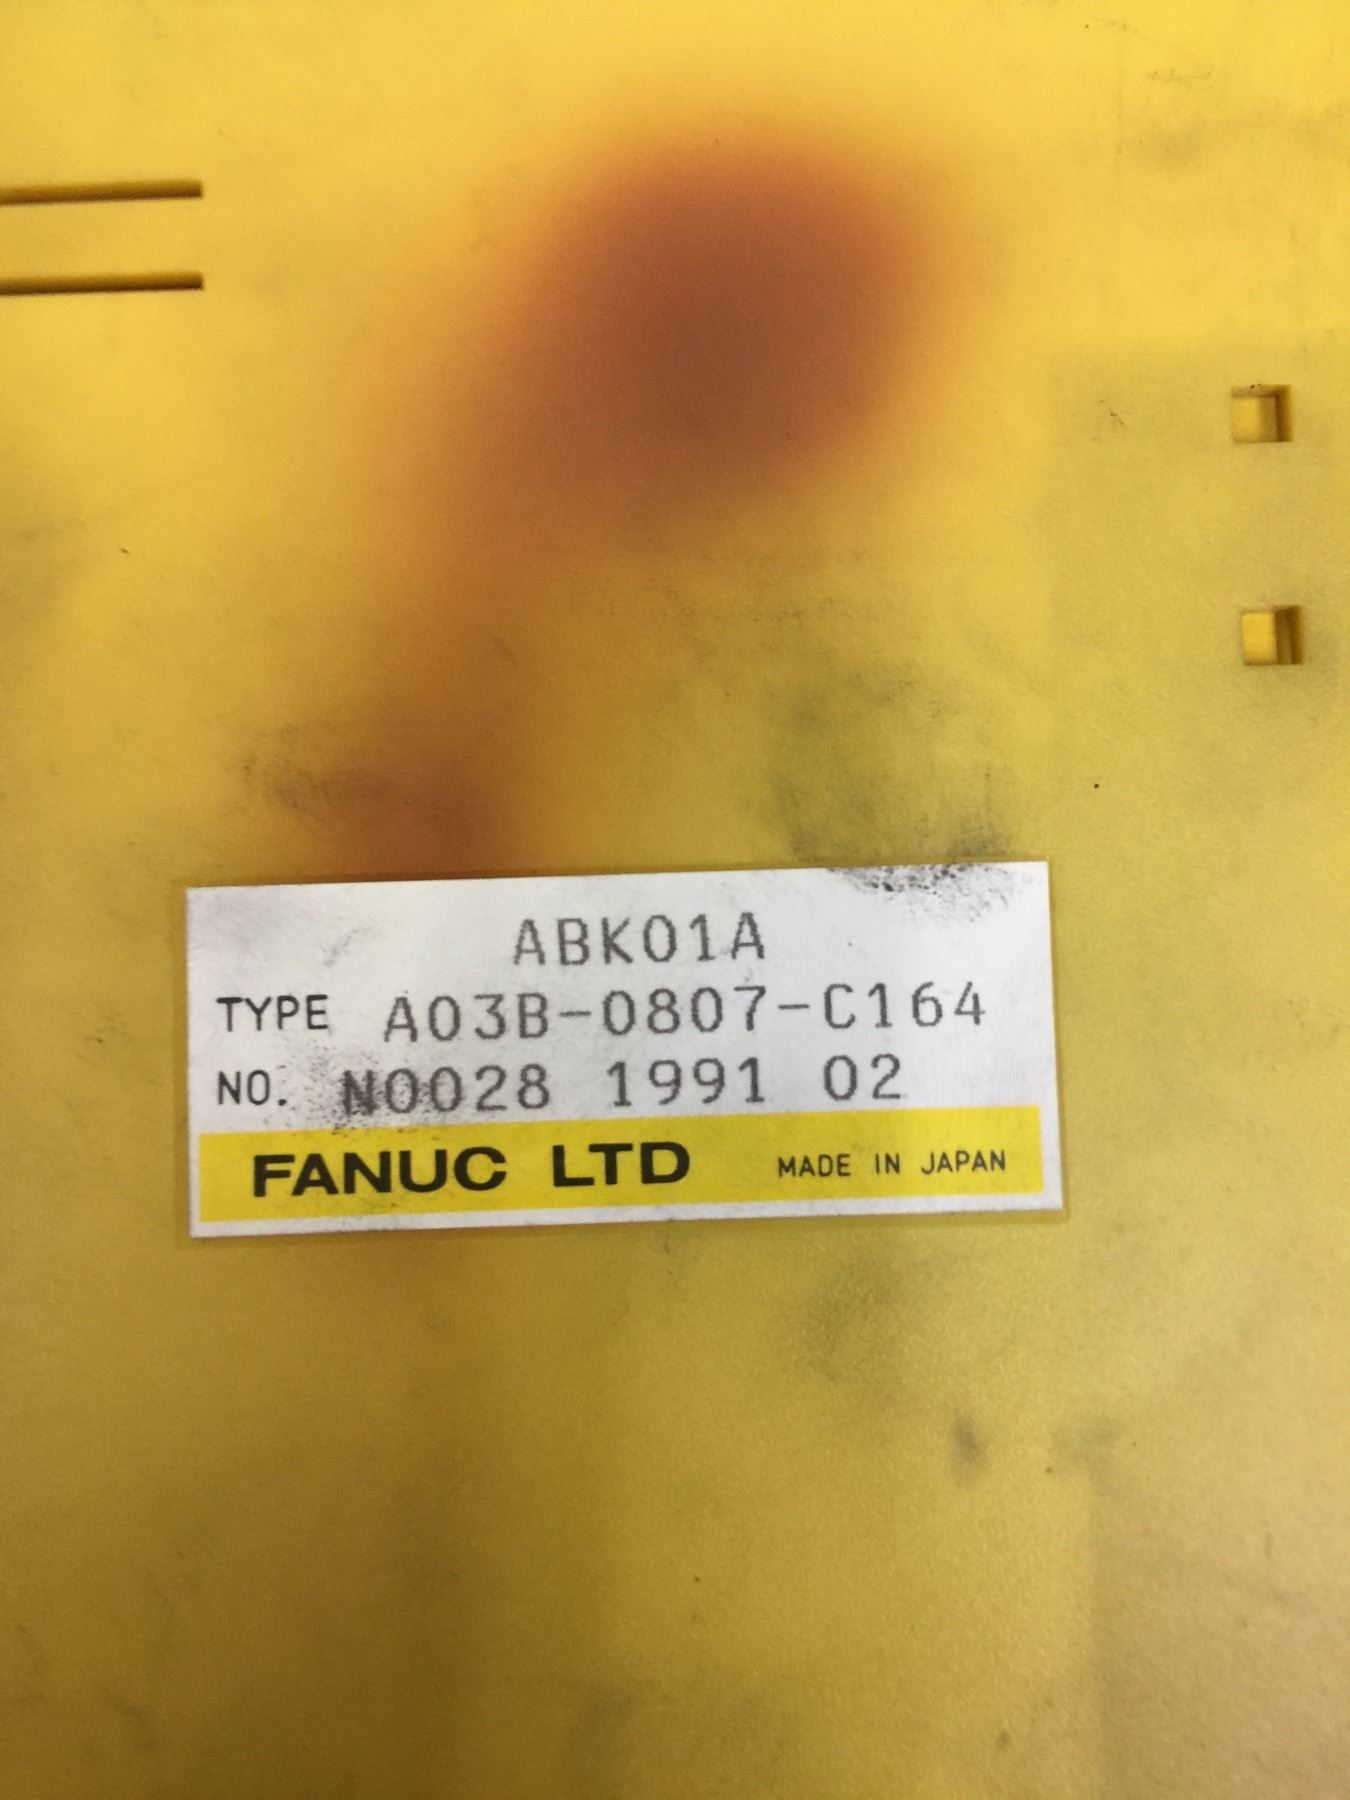 ABK01A
TYPE A03B-0807-C164
NO. N0028 1991 02
FANUC LTD MADE IN JAPAN